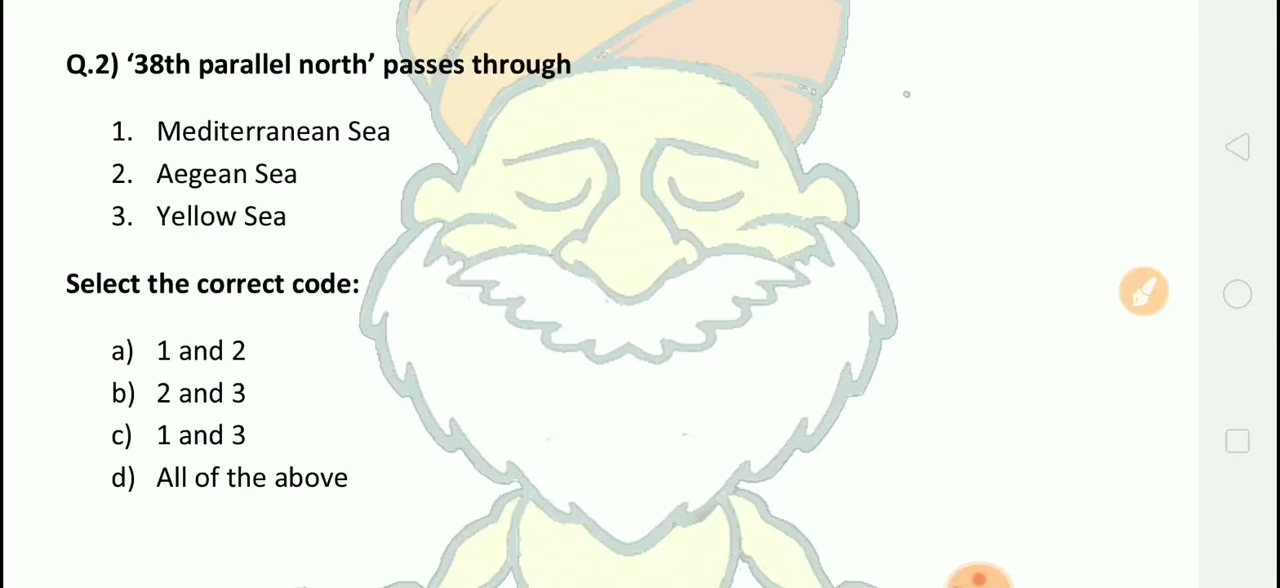 Q.2) ‘38th parallel north’ passes through
1. Mediterranean Sea
2. Aegean Sea
3. Yellow Sea
Select the correct code:
a) 1 and 2
b) 2 and 3
c) 1 and 3
d) All of the above